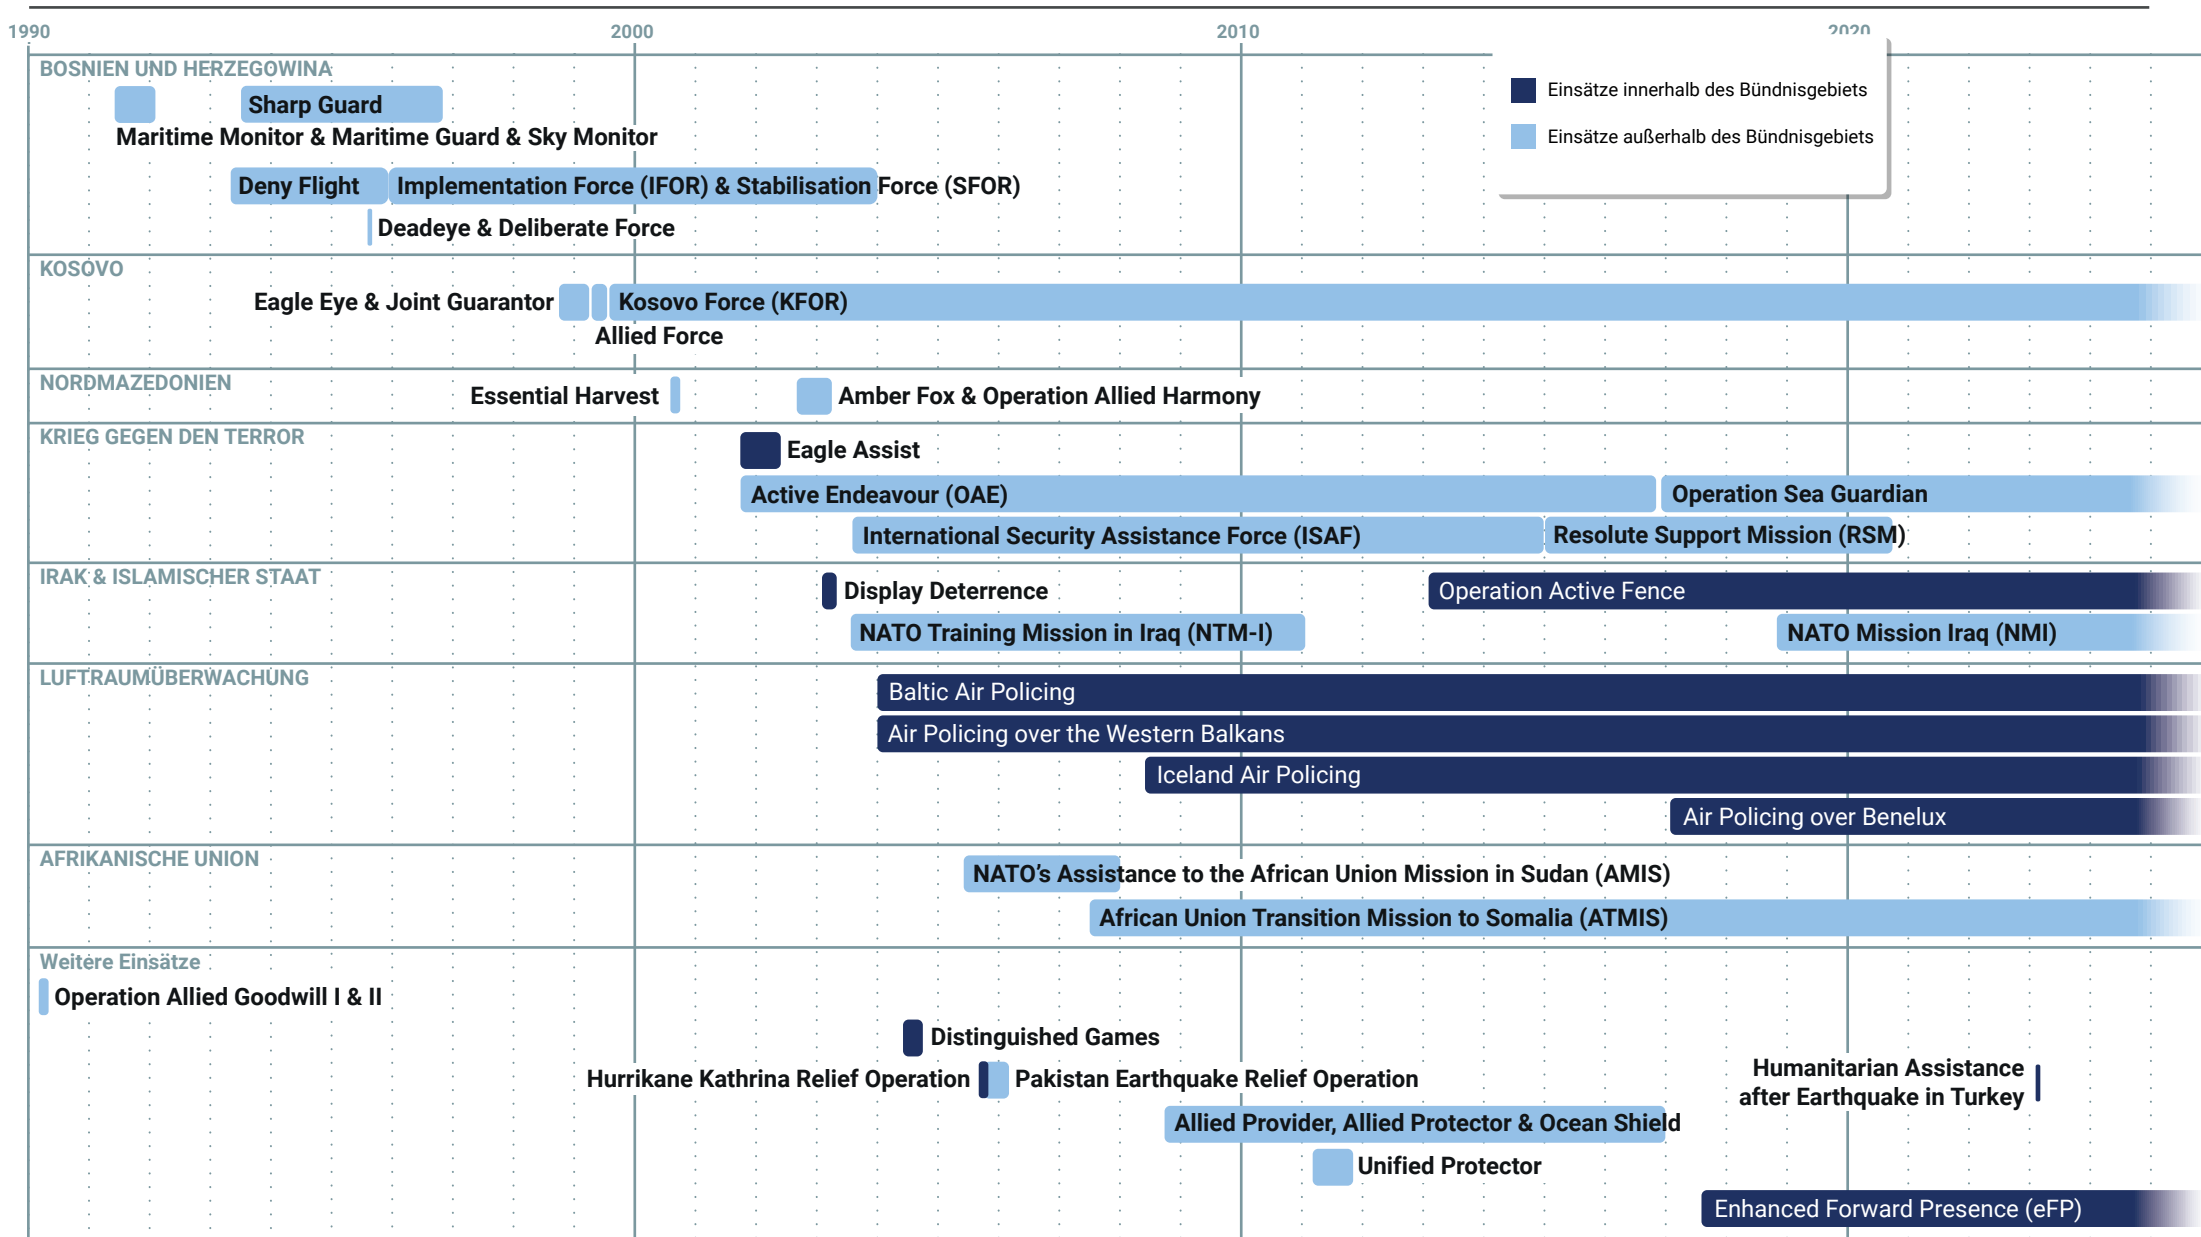 1990 2000 2010 2020
Einsätze innerhalb des Bündnisgebiets
Einsätze außerhalb des Bündnisgebiets
BOSNIEN UND HERZEGOWINA
Sharp Guard
Maritime Monitor & Maritime Guard & Sky Monitor
Deny Flight Implementation Force (IFOR) & Stabilisation Force (SFOR)
Deadeye & Deliberate Force
KOSOVO
Eagle Eye & Joint Guarantor Kosovo Force (KFOR)
Allied Force
NORDMAZEDONIEN
Essential Harvest Amber Fox & Operation Allied Harmony
KRIEG GEGEN DEN TERROR
Eagle Assist
Active Endeavour (OAE) Operation Sea Guardian
International Security Assistance Force (ISAF) Resolute Support Mission (RSM)
IRAK & ISLAMISCHER STAAT
Display Deterrence Operation Active Fence
NATO Training Mission in Iraq (NTM-I) NATO Mission Iraq (NMI)
LUFTRAUMÜBERWACHUNG
Baltic Air Policing
Air Policing over the Western Balkans
Iceland Air Policing
Air Policing over Benelux
AFRIKANISCHE UNION
NATO’s Assistance to the African Union Mission in Sudan (AMIS)
African Union Transition Mission to Somalia (ATMIS)
Weitere Einsätze
Operation Allied Goodwill I & II
Distinguished Games
Hurrikane Kathrina Relief Operation Pakistan Earthquake Relief Operation
Humanitarian Assistance
after Earthquake in Turkey
Allied Provider, Allied Protector & Ocean Shield
Unified Protector
Enhanced Forward Presence (eFP)